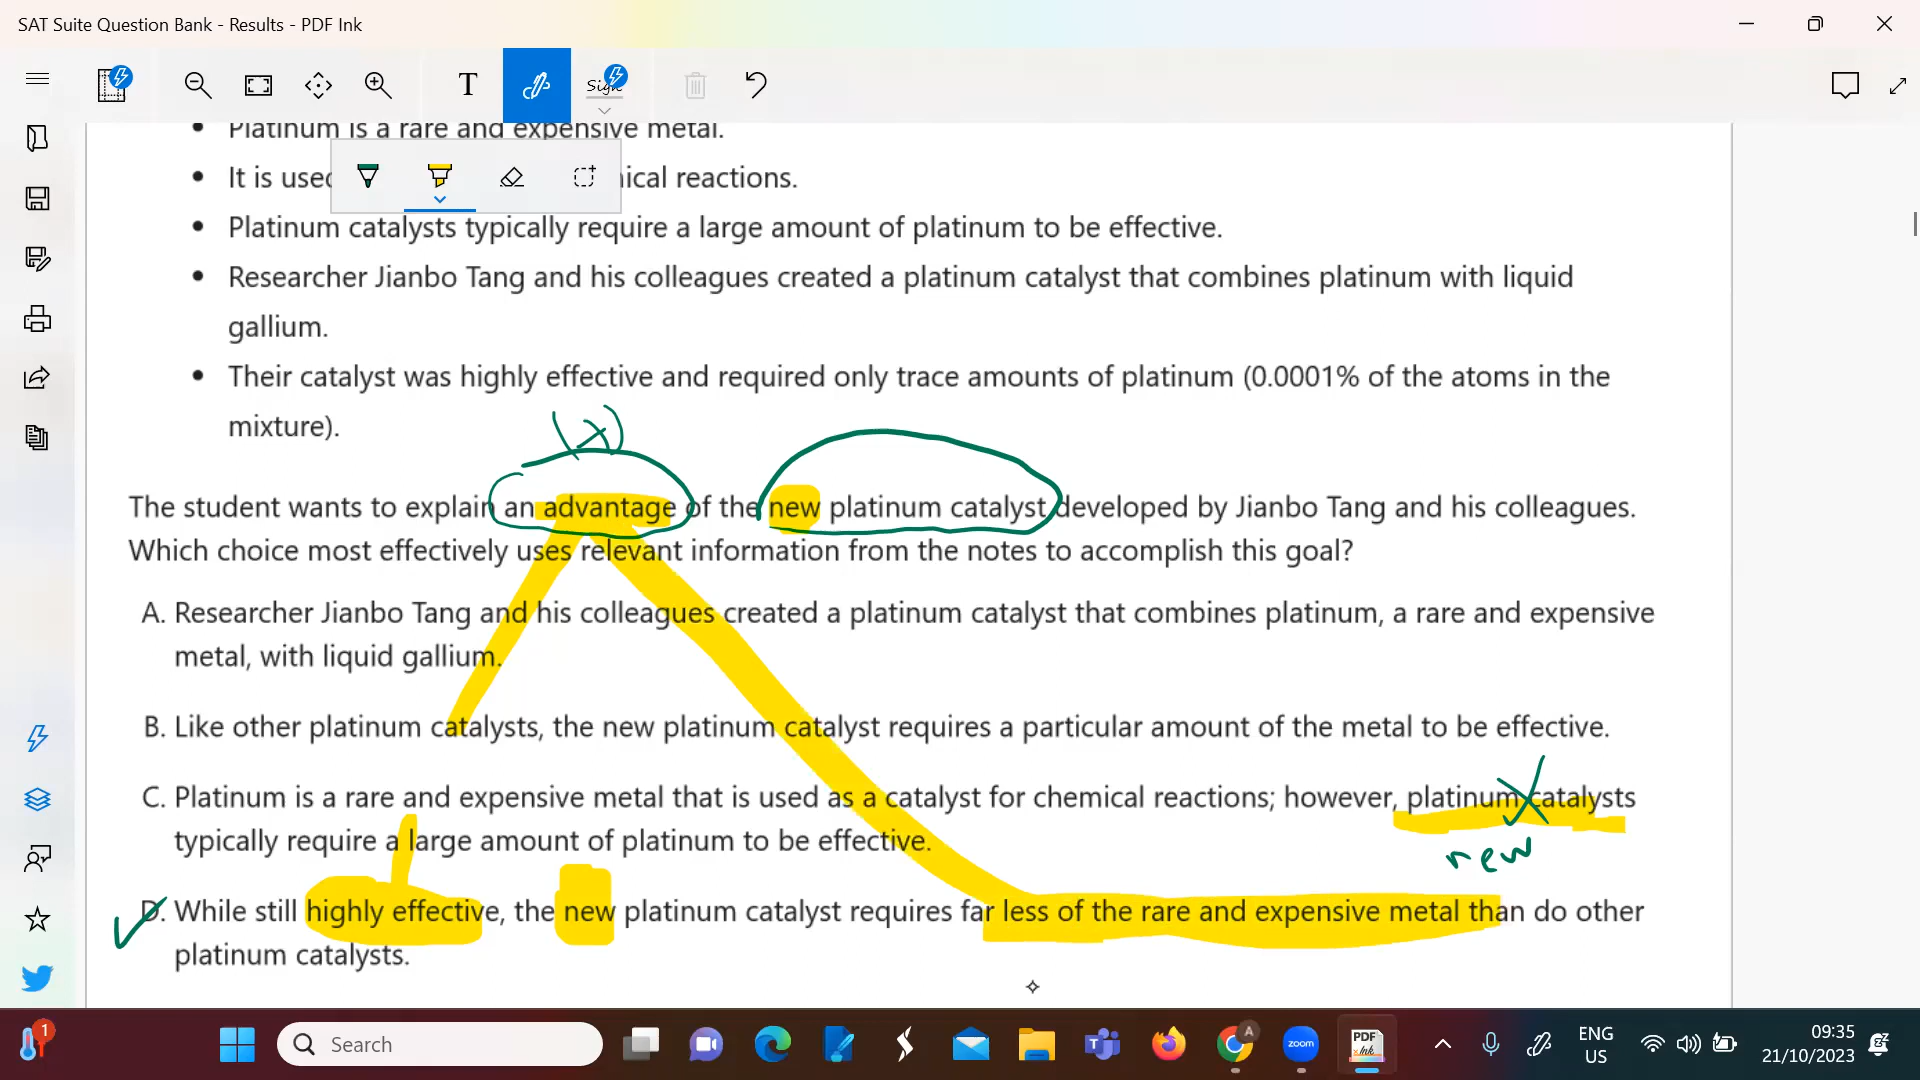 SAT Suite Question Bank - Results - PDF Ink
T
Sign
• Platinum is a rare and expensive metal.
• It is used
ical reactions.
• Platinum catalysts typically require a large amount of platinum to be effective.
• Researcher Jianbo Tang and his colleagues created a platinum catalyst that combines platinum with liquid
gallium.
• Their catalyst was highly effective and required only trace amounts of platinum (0.0001% of the atoms in the
mixture).
The student wants to explain an advantage of the new platinum catalyst developed by Jianbo Tang and his colleagues.
Which choice most effectively uses relevant information from the notes to accomplish this goal?
A. Researcher Jianbo Tang and his colleagues created a platinum catalyst that combines platinum, a rare and expensive
metal, with liquid gallium.
B. Like other platinum catalysts, the new platinum catalyst requires a particular amount of the metal to be effective.
C. Platinum is a rare and expensive metal that is used as a catalyst for chemical reactions; however, platinum catalysts
typically require a large amount of platinum to be effective.
new
D. While still highly effective, the new platinum catalyst requires far less of the rare and expensive metal than do other
platinum catalysts.
1
Search
A
zoom
PDF
Ink
ENG
US
09:35
21/10/2023